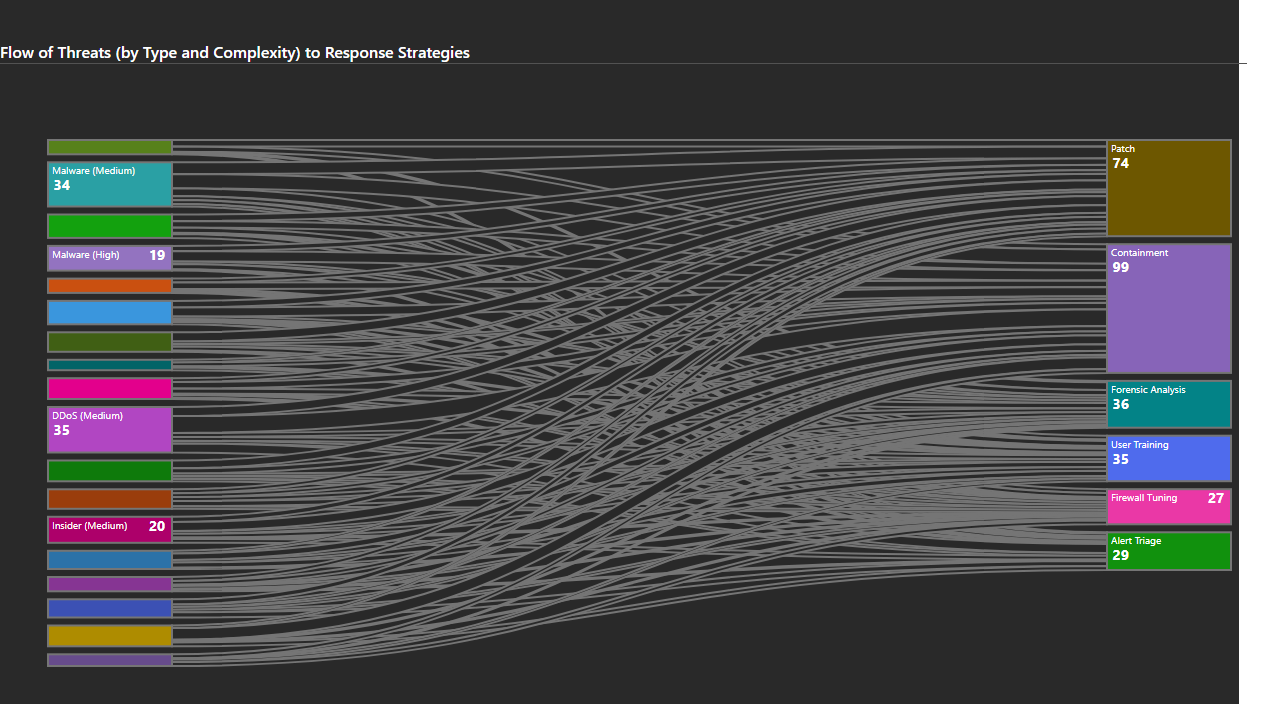 Flow of Threats (by Type and Complexity) to Response Strategies
Malware (Medium)
34
Malware (High) 19
DDoS (Medium)
35
Insider (Medium) 20
Patch
74
Containment
99
Forensic Analysis
36
User Training
35
Firewall Tuning 27
Alert Triage
29